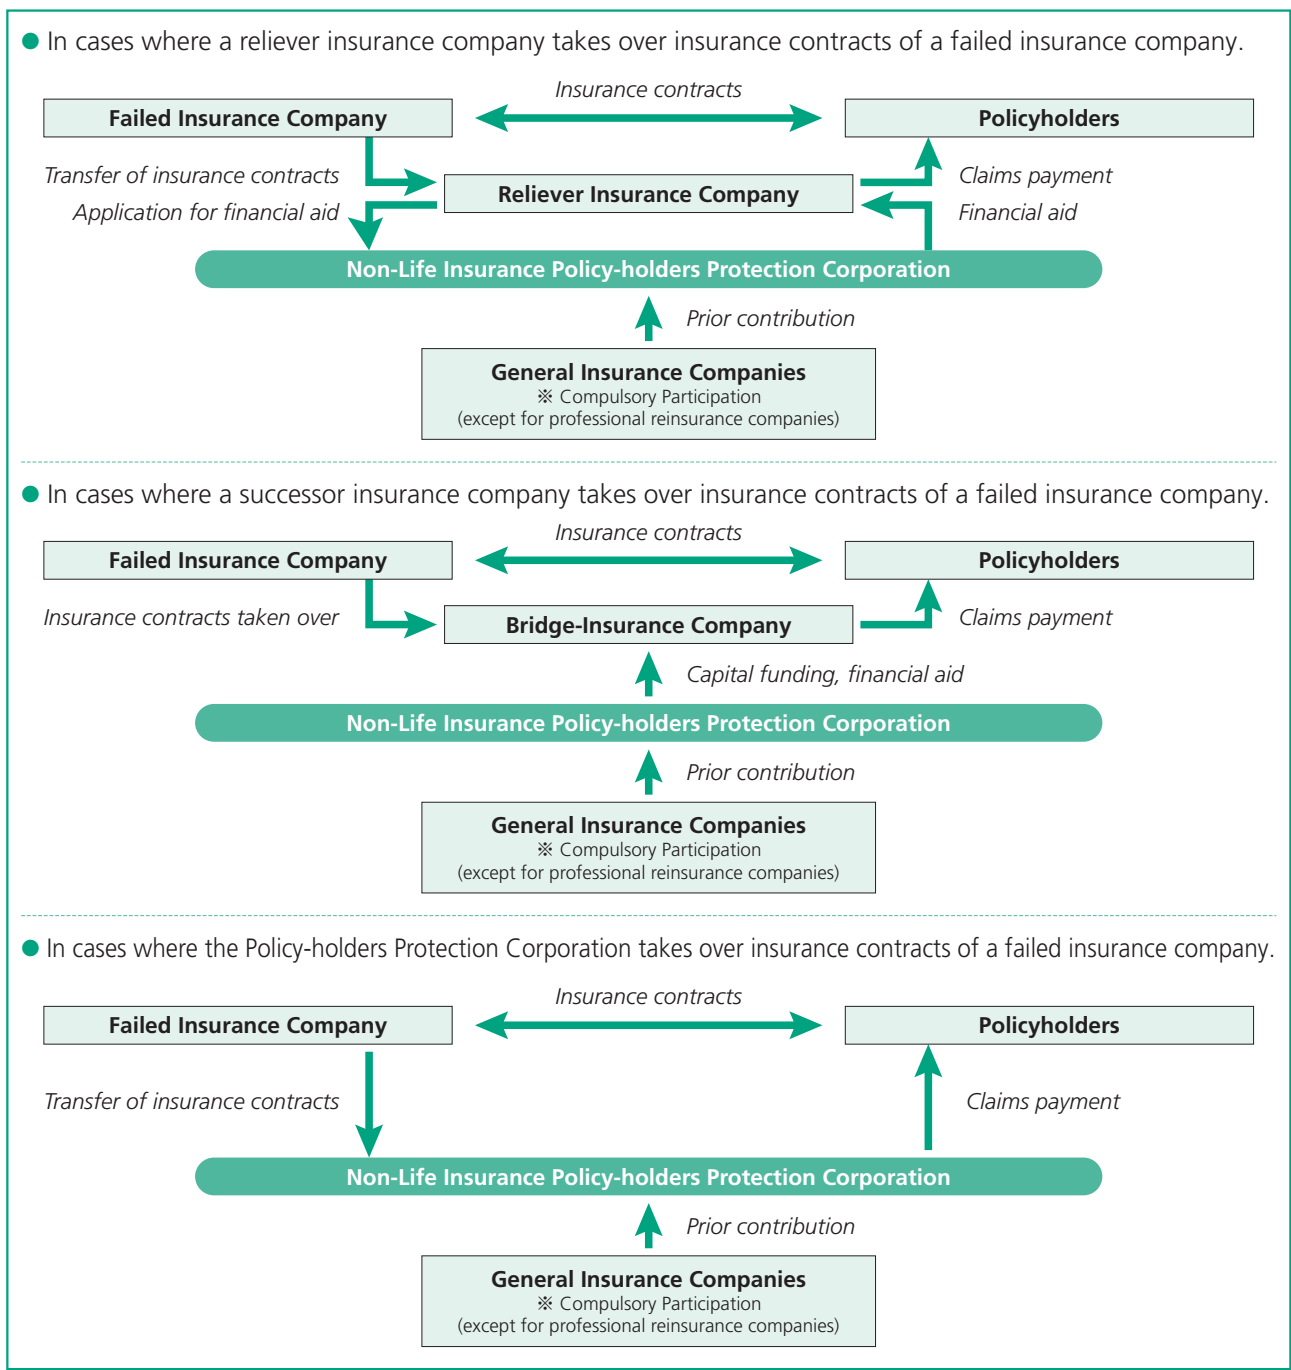 ● In cases where a reliever insurance company takes over insurance contracts of a failed insurance company.
Insurance contracts
Failed Insurance Company
Policyholders
Transfer of insurance contracts
Claims payment
Reliever Insurance Company
Application for financial aid
Financial aid
Non-Life Insurance Policy-holders Protection Corporation
Prior contribution
General Insurance Companies
※ Compulsory Participation
(except for professional reinsurance companies)
● In cases where a successor insurance company takes over insurance contracts of a failed insurance company.
Insurance contracts
Failed Insurance Company
Policyholders
Insurance contracts taken over
Claims payment
Bridge-Insurance Company
Capital funding, financial aid
Non-Life Insurance Policy-holders Protection Corporation
Prior contribution
General Insurance Companies
※ Compulsory Participation
(except for professional reinsurance companies)
● In cases where the Policy-holders Protection Corporation takes over insurance contracts of a failed insurance company.
Insurance contracts
Failed Insurance Company
Policyholders
Transfer of insurance contracts
Claims payment
Non-Life Insurance Policy-holders Protection Corporation
Prior contribution
General Insurance Companies
※ Compulsory Participation
(except for professional reinsurance companies)